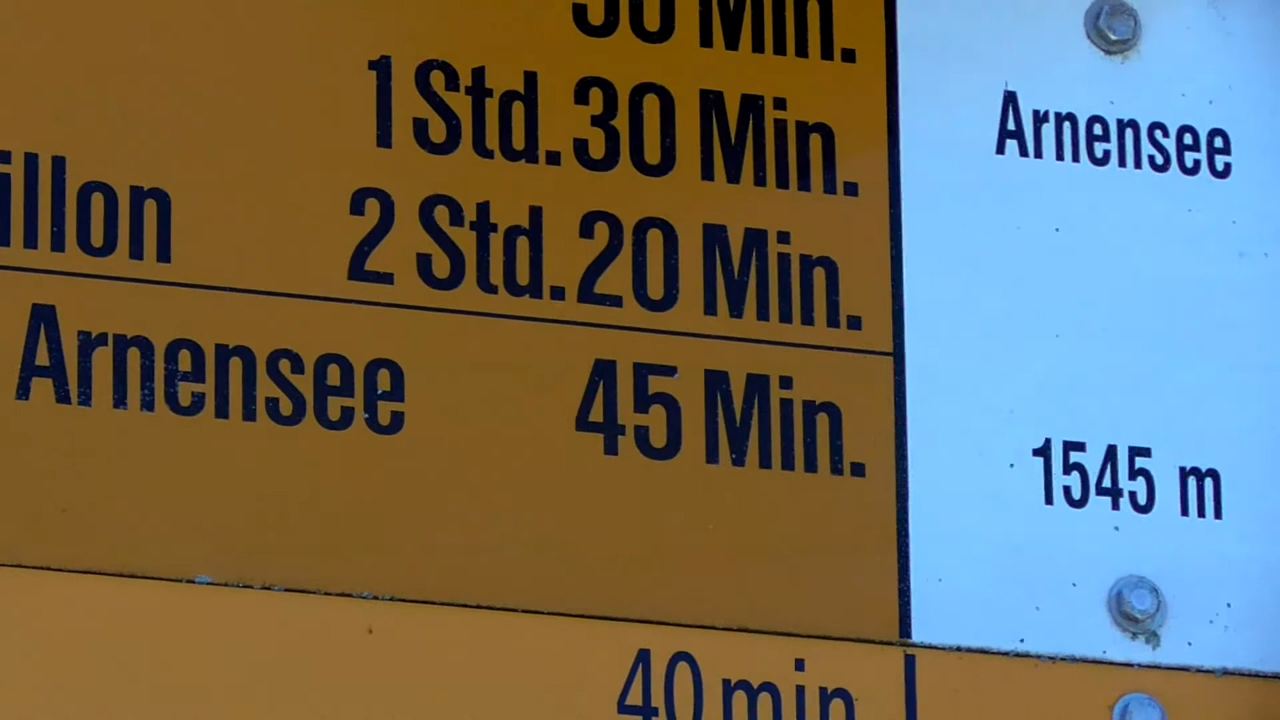 Min.
1 Std. 30 Min.
illon 2 Std. 20 Min.
Arnensee 45 Min.
40 min
Arnensee
1545 m